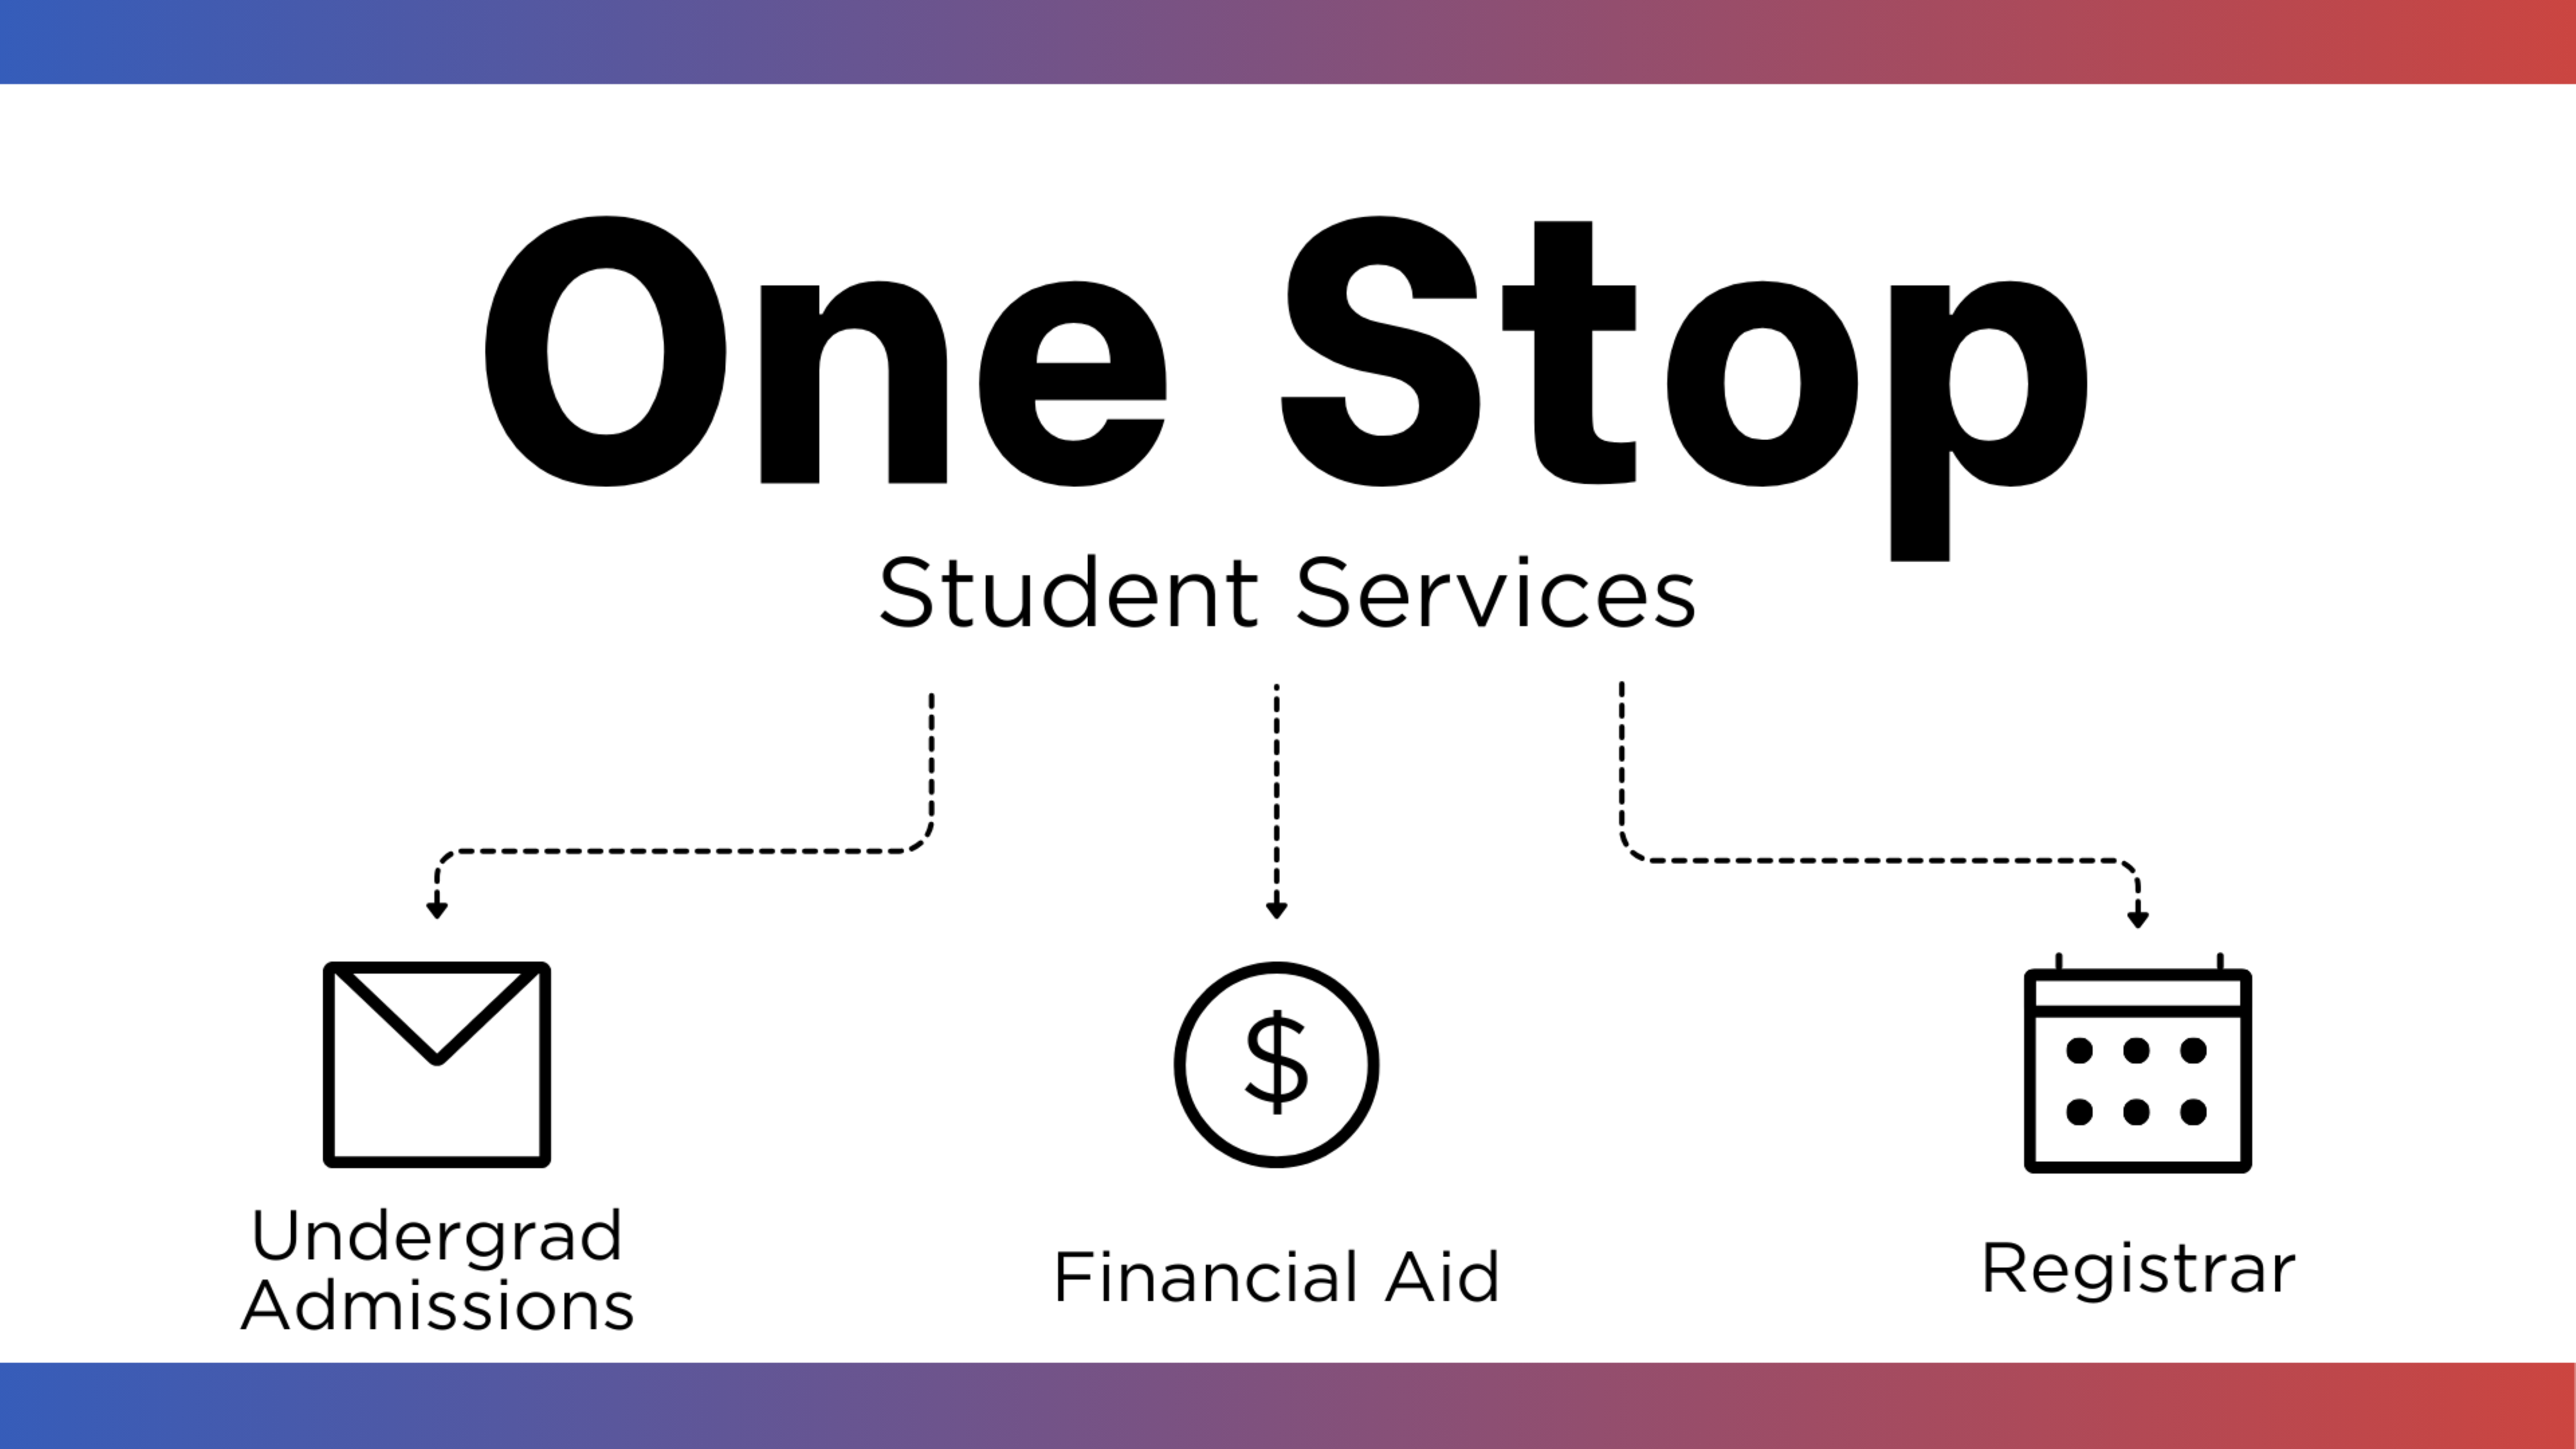 One Stop
Student Services
$
Undergrad
Admissions
Financial Aid
Registrar